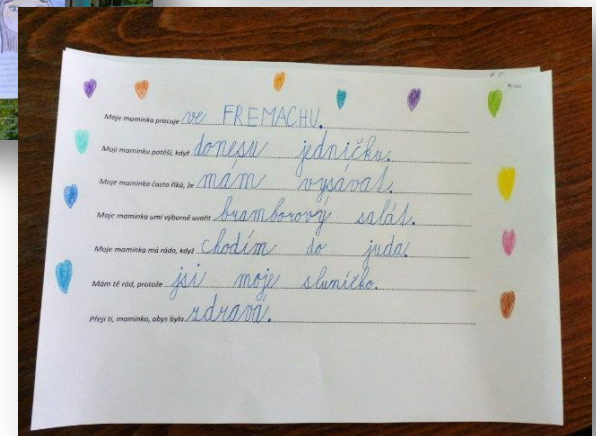 Moje maminka pracuje ve FREMACHU.
Moji maminku potěší, když donesu jedničku.
Moje maminka často říká, že mám vysávat.
Moje maminka umí výborně uvařit bramborový salát.
Moje maminka má ráda, když chodím do juda.
Mám tě rád, protože jsi moje sluníčko.
Přeji ti, maminko, abys byla zdravá.